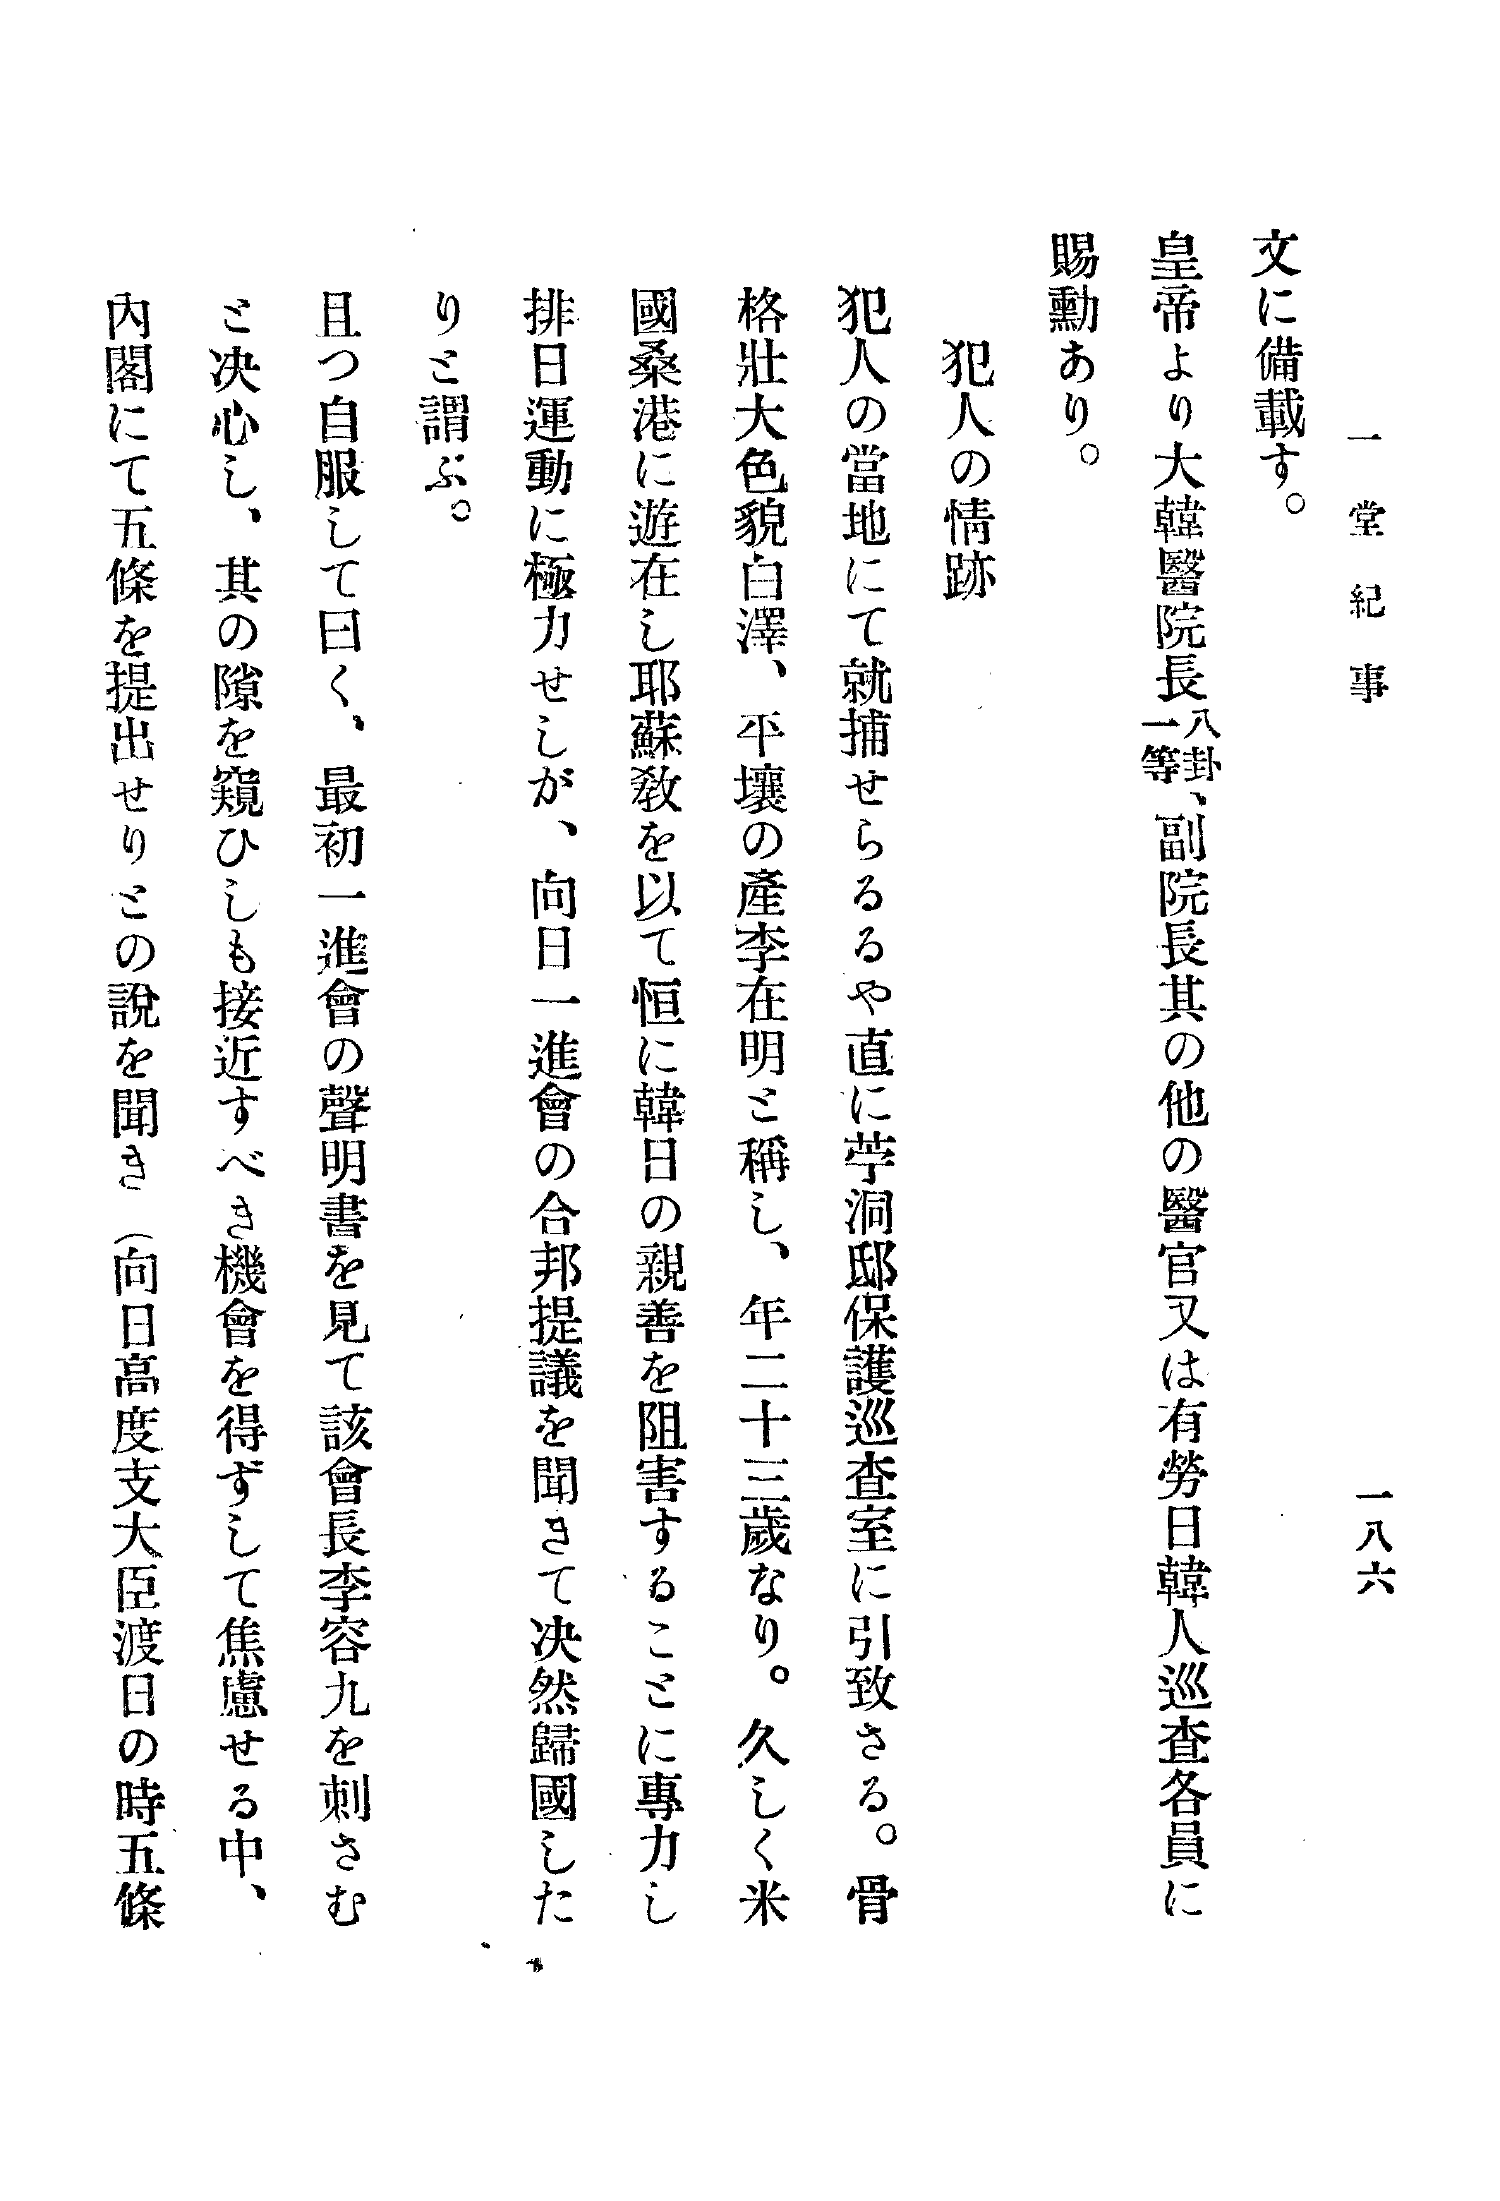 一堂紀事
一八六
文に備載す。
皇帝より大韓醫院長八卦一等、副院長其の他の醫官又は有勞日韓人巡査各員に
賜勳あり。
犯人の情跡
犯人の當地にて就捕せらるるや直に苧洞邸保護巡査室に引致さる。骨
格壯大色貌白澤、平壤の產李在明と稱し、年二十三歲なり。久しく米
國桑港に遊在し耶蘇敎を以て恒に韓日の親善を阻害することに專力し
排日運動に極力せしが、向日一進會の合邦提議を聞きて决然歸國した
りと謂ふ。
且つ自服して曰く、最初一進會の聲明書を見て該會長李容九を刺さむ
と决心し、其の隙を窺ひしも接近すべき機會を得ずして焦慮せる中、
內閣にて五條を提出せりとの說を聞き（向日高度支大臣渡日の時五條